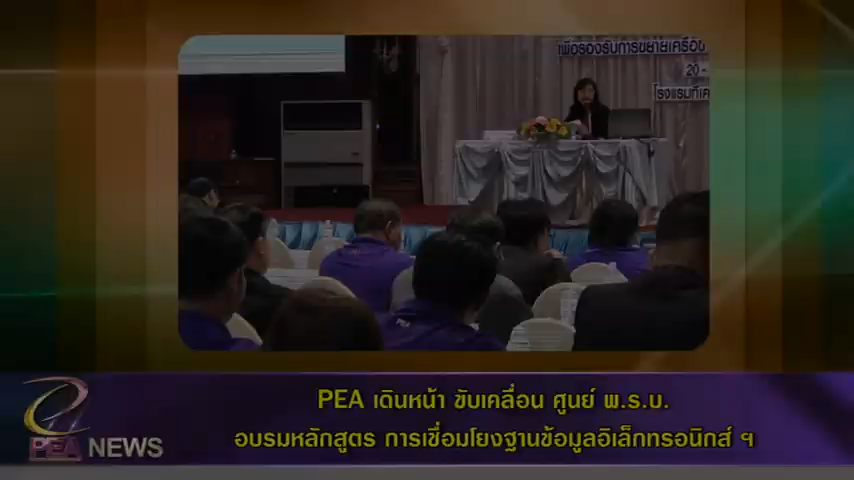 เพื่อรองรับการขยายเครือข
20-
โรงแรมทีเค
PEA เดินหน้า ขับเคลื่อน ศูนย์ พ.ร.บ.
อบรมหลักสูตร การเชื่อมโยงฐานข้อมูลอิเล็กทรอนิกส์ ฯ
PEA NEWS